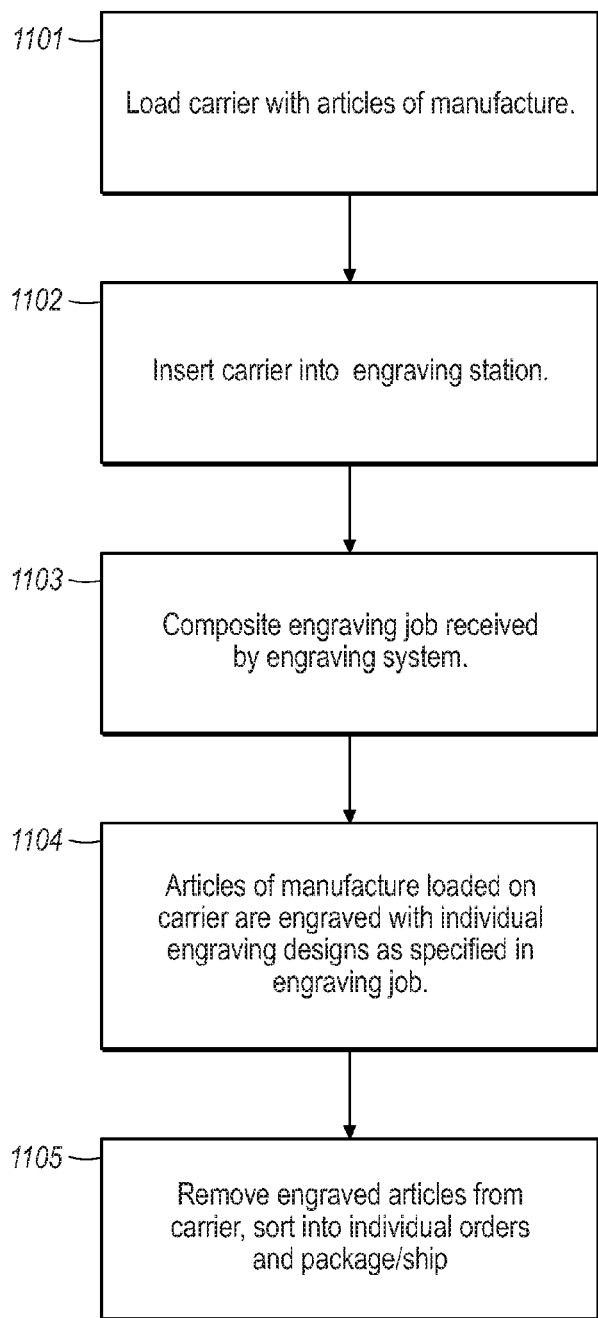 1101
Load carrier with articles of manufacture.
1102
Insert carrier into engraving station.
1103
Composite engraving job received
by engraving system.
1104
Articles of manufacture loaded on
carrier are engraved with individual
engraving designs as specified in
engraving job.
1105
Remove engraved articles from
carrier, sort into individual orders
and package/ship